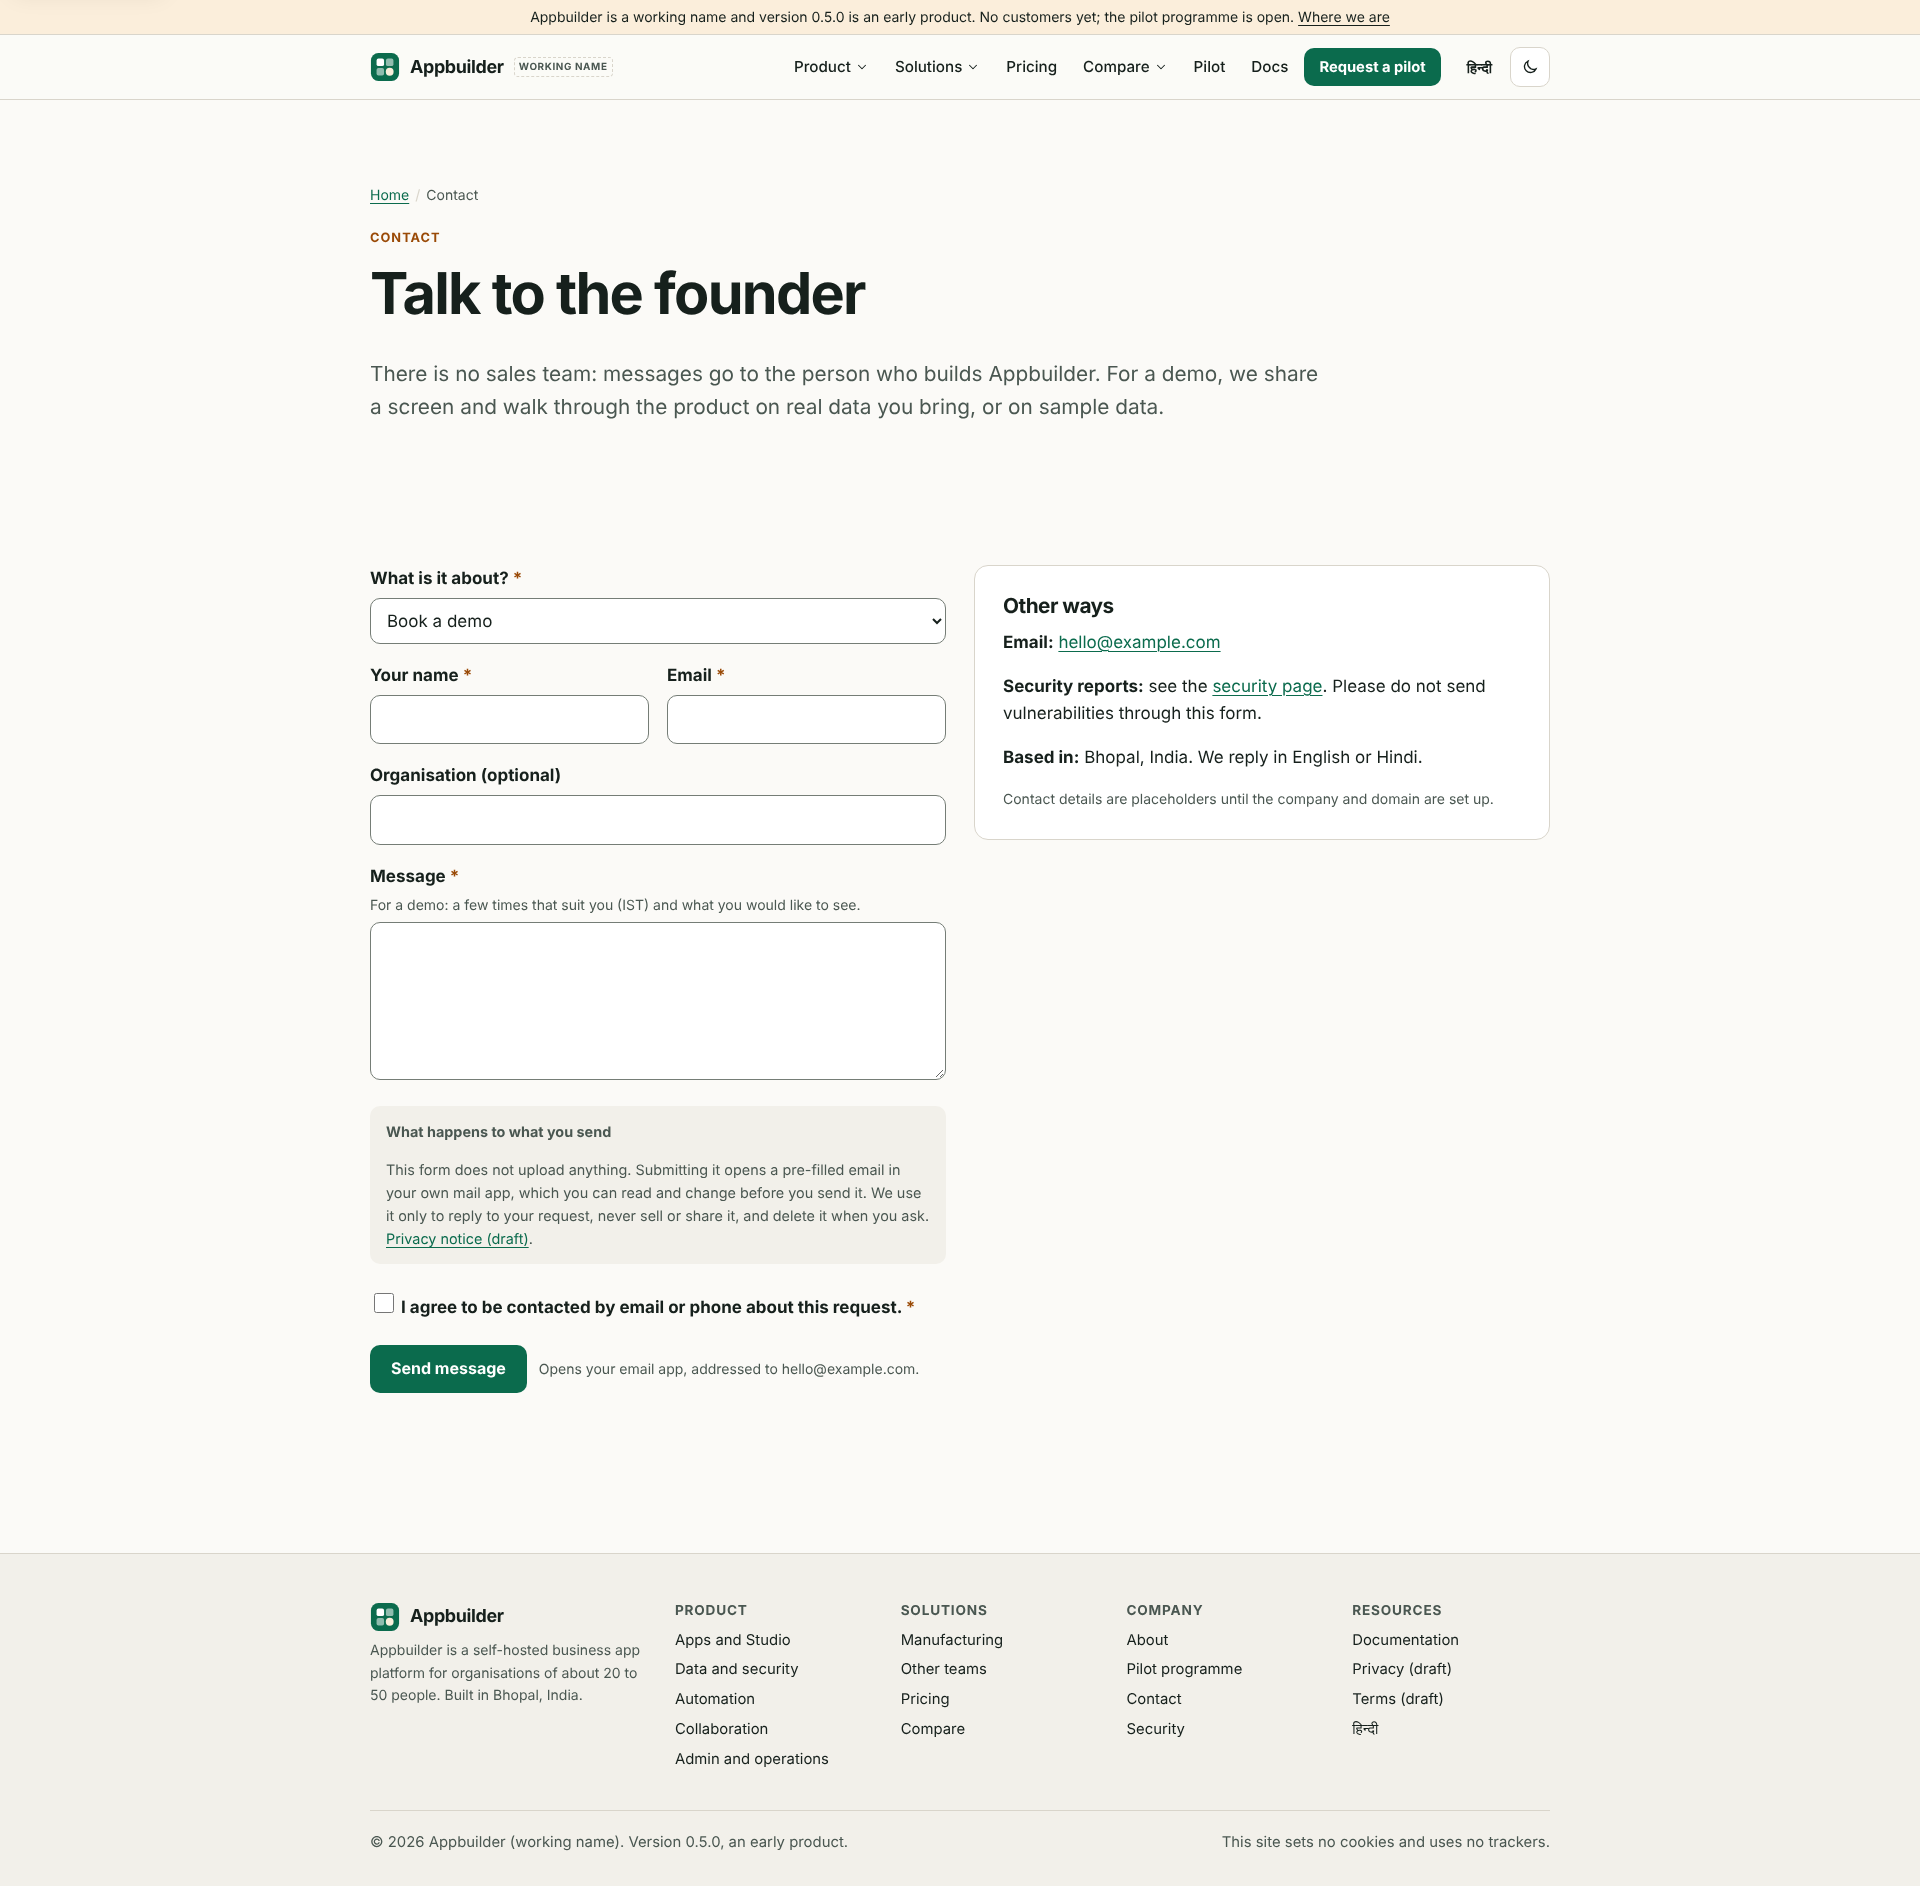 Appbuilder is a working name and version 0.5.0 is an early product. No customers yet; the pilot programme is open. Where we are
Appbuilder WORKING NAME Product Solutions Pricing Compare Pilot Docs Request a pilot हिन्दी
Home / Contact
CONTACT
Talk to the founder
There is no sales team: messages go to the person who builds Appbuilder. For a demo, we share
a screen and walk through the product on real data you bring, or on sample data.
What is it about? *
Book a demo
Your name *
Email *
Organisation (optional)
Message *
For a demo: a few times that suit you (IST) and what you would like to see.
What happens to what you send
This form does not upload anything. Submitting it opens a pre-filled email in
your own mail app, which you can read and change before you send it. We use
it only to reply to your request, never sell or share it, and delete it when you ask.
Privacy notice (draft).
I agree to be contacted by email or phone about this request. *
Send message
Opens your email app, addressed to hello@example.com.
Other ways
Email: hello@example.com
Security reports: see the security page. Please do not send
vulnerabilities through this form.
Based in: Bhopal, India. We reply in English or Hindi.
Contact details are placeholders until the company and domain are set up.
Appbuilder
Appbuilder is a self-hosted business app
platform for organisations of about 20 to
50 people. Built in Bhopal, India.
PRODUCT
Apps and Studio
Data and security
Automation
Collaboration
Admin and operations
SOLUTIONS
Manufacturing
Other teams
Pricing
Compare
COMPANY
About
Pilot programme
Contact
Security
RESOURCES
Documentation
Privacy (draft)
Terms (draft)
हिन्दी
© 2026 Appbuilder (working name). Version 0.5.0, an early product.
This site sets no cookies and uses no trackers.